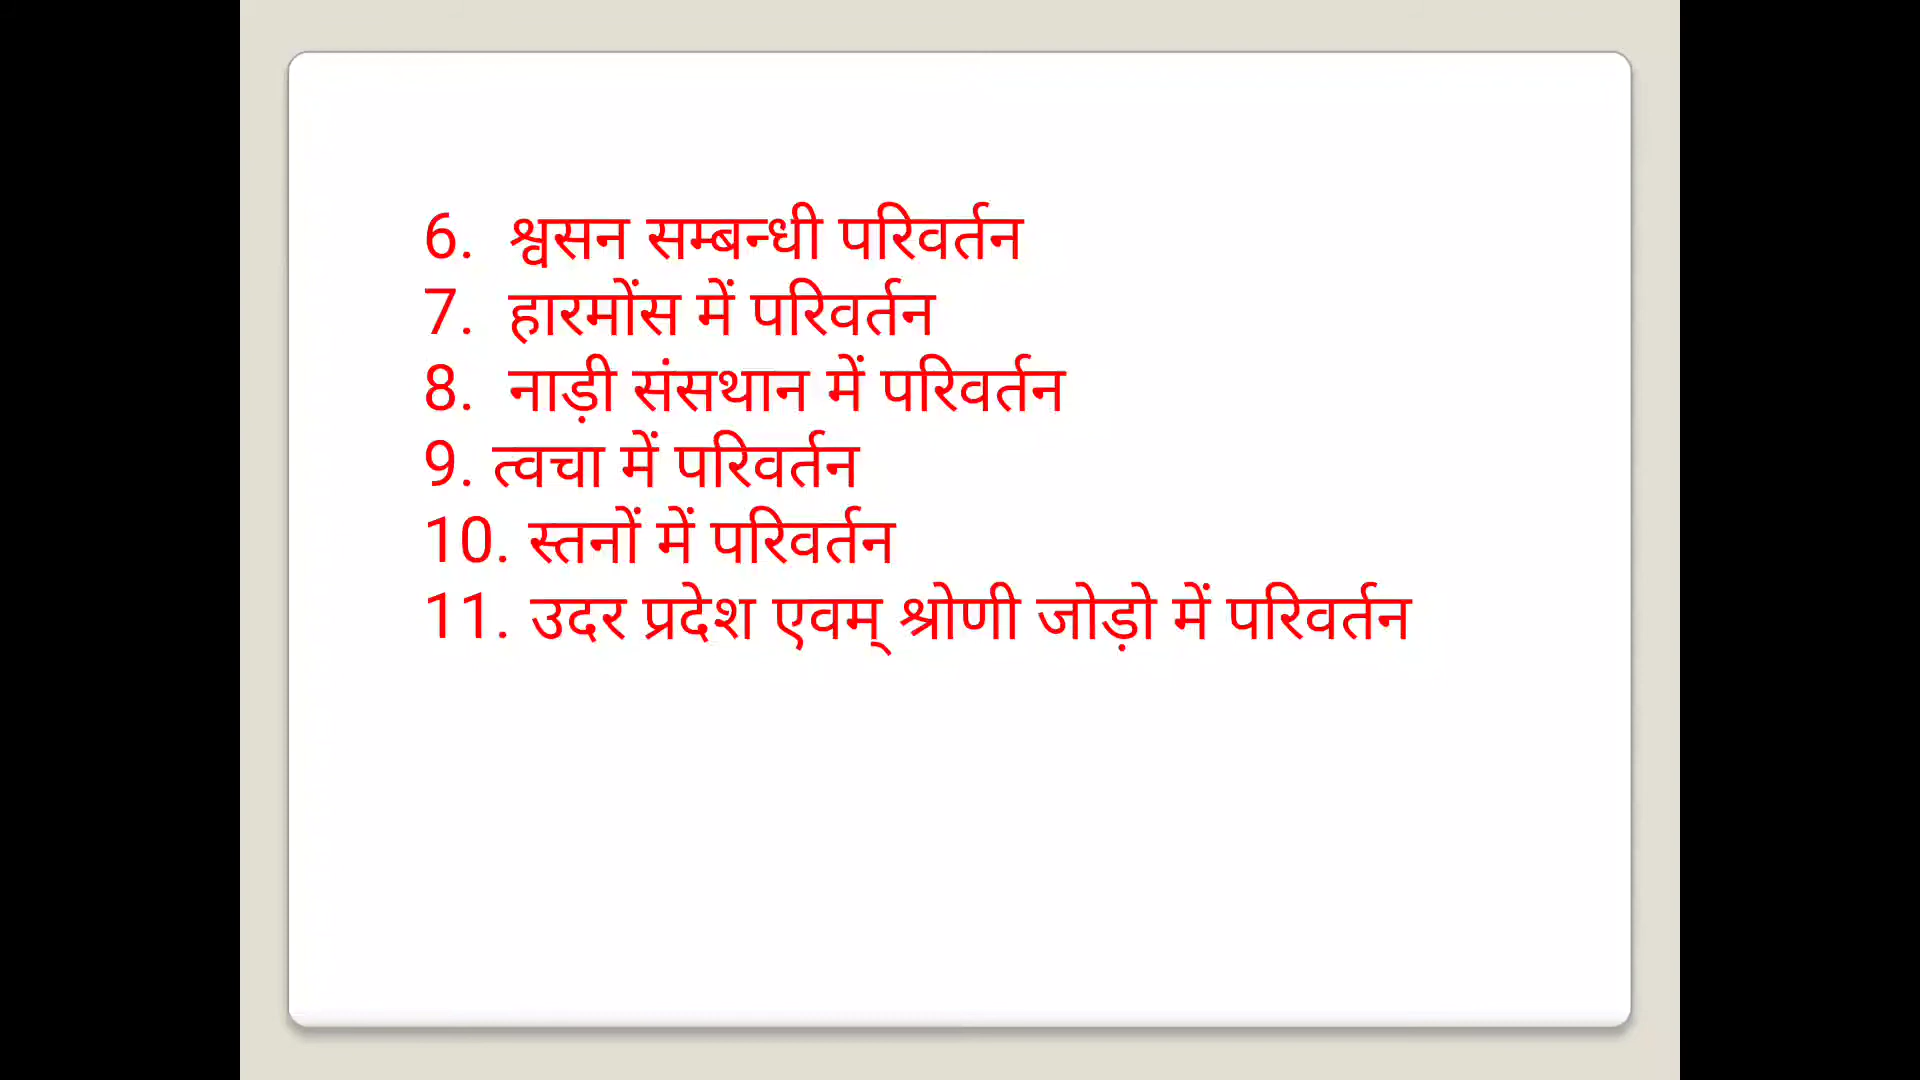 6. श्वसन सम्बन्धी परिवर्तन
7. हारमोंस में परिवर्तन
8. नाड़ी संसथान में परिवर्तन
9. त्वचा में परिवर्तन
10. स्तनों में परिवर्तन
11. उदर प्रदेश एवम् श्रोणी जोड़ो में परिवर्तन